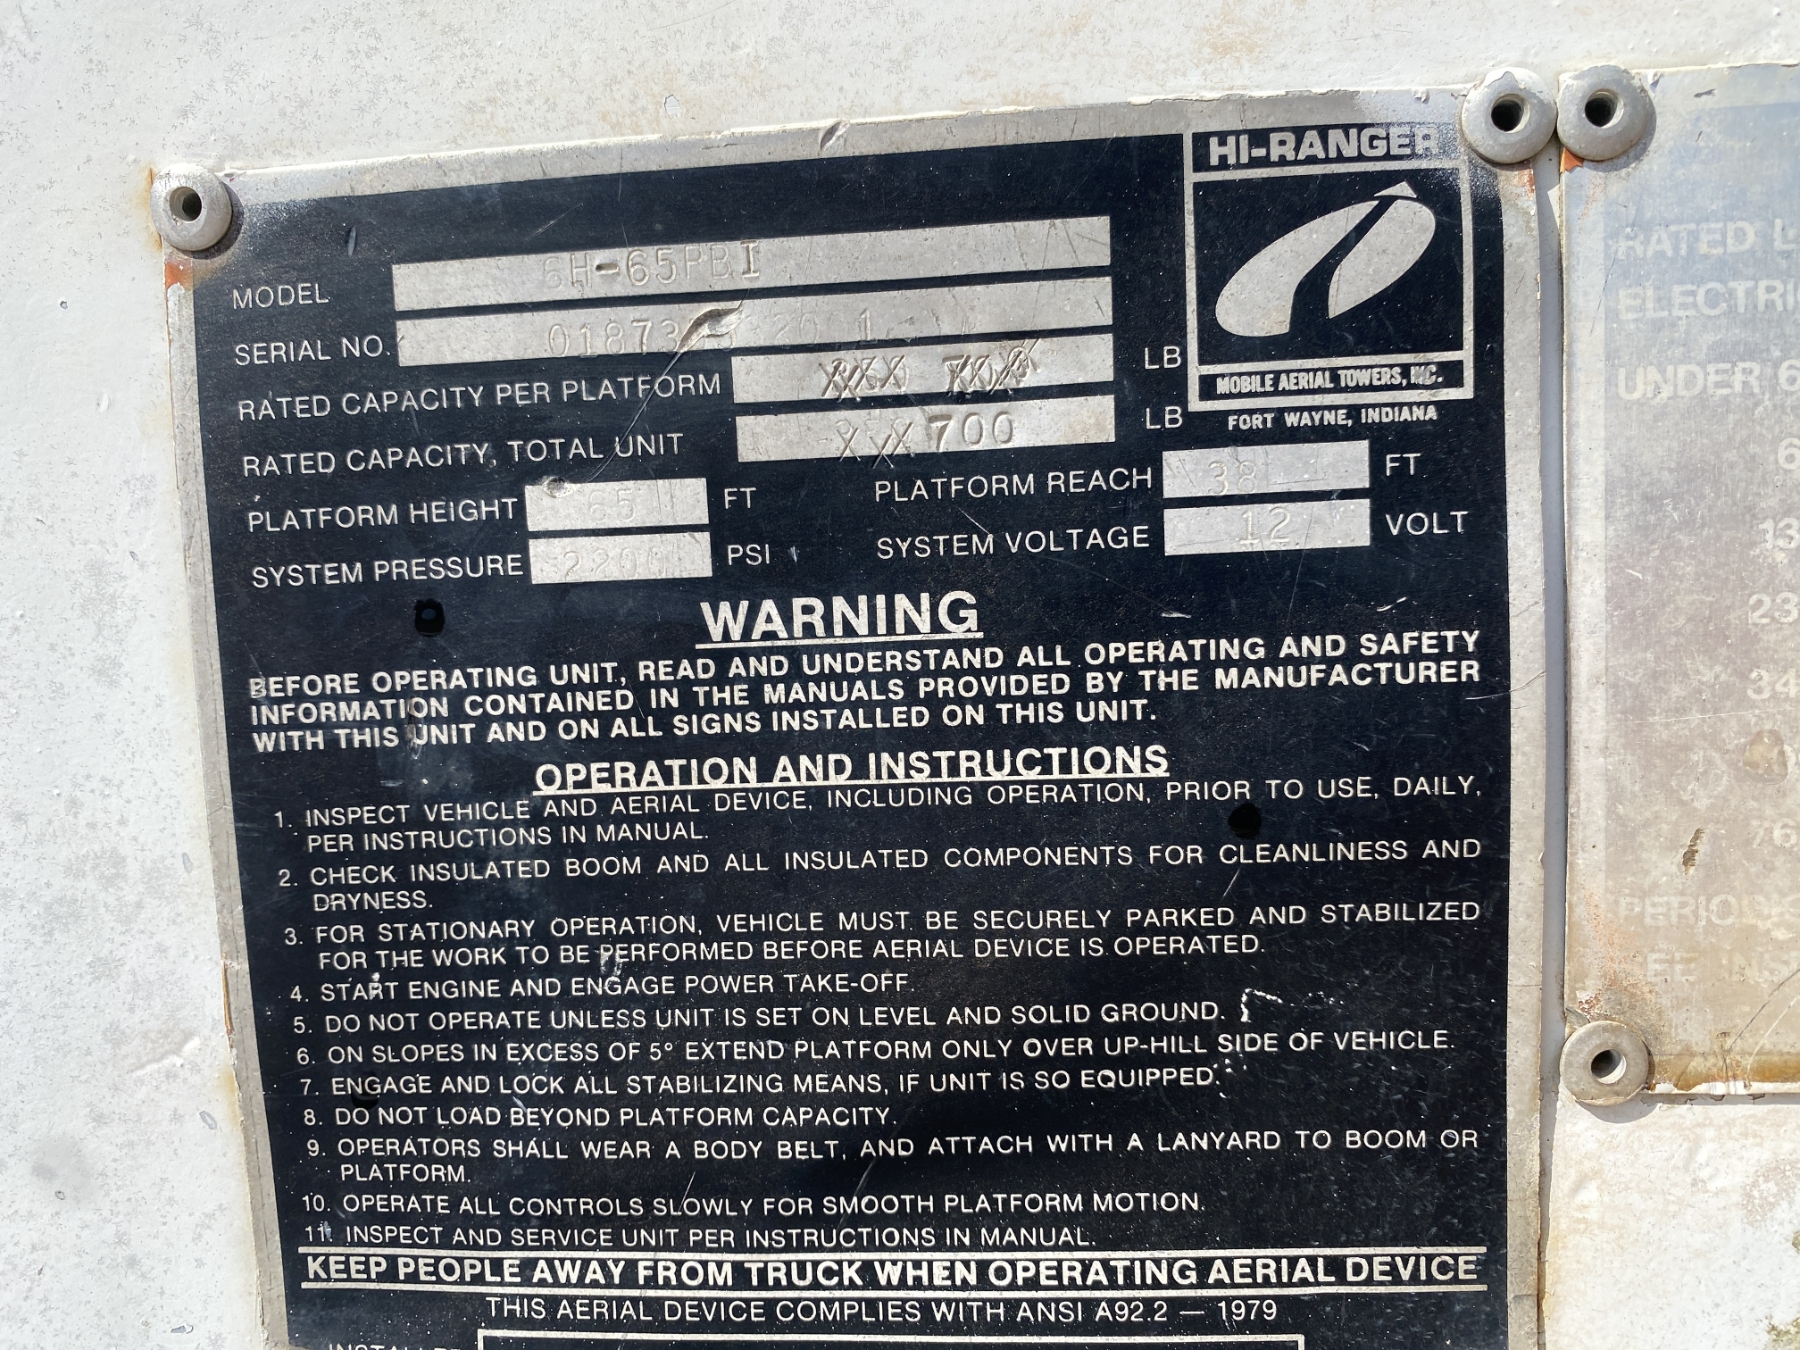 HI-RANGER
MOBILE AERIAL TOWERS, INC.
FORT WAYNE, INDIANA
MODEL 6H-65PBI
SERIAL NO.
RATED CAPACITY PER PLATFORM XXX LB
RATED CAPACITY, TOTAL UNIT XXX 700 LB
PLATFORM HEIGHT 65 FT PLATFORM REACH 38 FT
SYSTEM PRESSURE 2200 PSI SYSTEM VOLTAGE 12 VOLT
WARNING
BEFORE OPERATING UNIT, READ AND UNDERSTAND ALL OPERATING AND SAFETY
INFORMATION CONTAINED IN THE MANUALS PROVIDED BY THE MANUFACTURER
WITH THIS UNIT AND ON ALL SIGNS INSTALLED ON THIS UNIT.
OPERATION AND INSTRUCTIONS
1. INSPECT VEHICLE AND AERIAL DEVICE, INCLUDING OPERATION, PRIOR TO USE, DAILY,
PER INSTRUCTIONS IN MANUAL.
2. CHECK INSULATED BOOM AND ALL INSULATED COMPONENTS FOR CLEANLINESS AND
DRYNESS.
3. FOR STATIONARY OPERATION, VEHICLE MUST BE SECURELY PARKED AND STABILIZED
FOR THE WORK TO BE PERFORMED BEFORE AERIAL DEVICE IS OPERATED.
4. START ENGINE AND ENGAGE POWER TAKE-OFF.
5. DO NOT OPERATE UNLESS UNIT IS SET ON LEVEL AND SOLID GROUND.
6. ON SLOPES IN EXCESS OF 5° EXTEND PLATFORM ONLY OVER UP-HILL SIDE OF VEHICLE.
7. ENGAGE AND LOCK ALL STABILIZING MEANS, IF UNIT IS SO EQUIPPED.
8. DO NOT LOAD BEYOND PLATFORM CAPACITY.
9. OPERATORS SHALL WEAR A BODY BELT, AND ATTACH WITH A LANYARD TO BOOM OR
PLATFORM.
10. OPERATE ALL CONTROLS SLOWLY FOR SMOOTH PLATFORM MOTION.
11. INSPECT AND SERVICE UNIT PER INSTRUCTIONS IN MANUAL.
KEEP PEOPLE AWAY FROM TRUCK WHEN OPERATING AERIAL DEVICE
THIS AERIAL DEVICE COMPLIES WITH ANSI A92.2 — 1979
RATED L
ELECTRI
UNDER 6
6
13
23
34
76
PERIOD